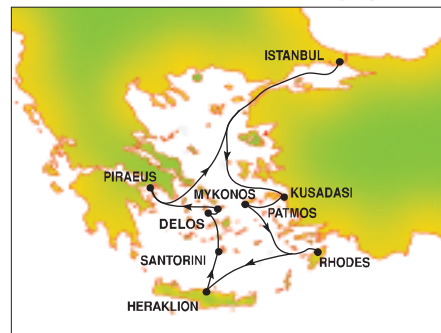 ISTANBUL
PIRAEUS
MYKONOS
KUSADASI
DELOS
PATMOS
SANTORINI
RHODES
HERAKLION